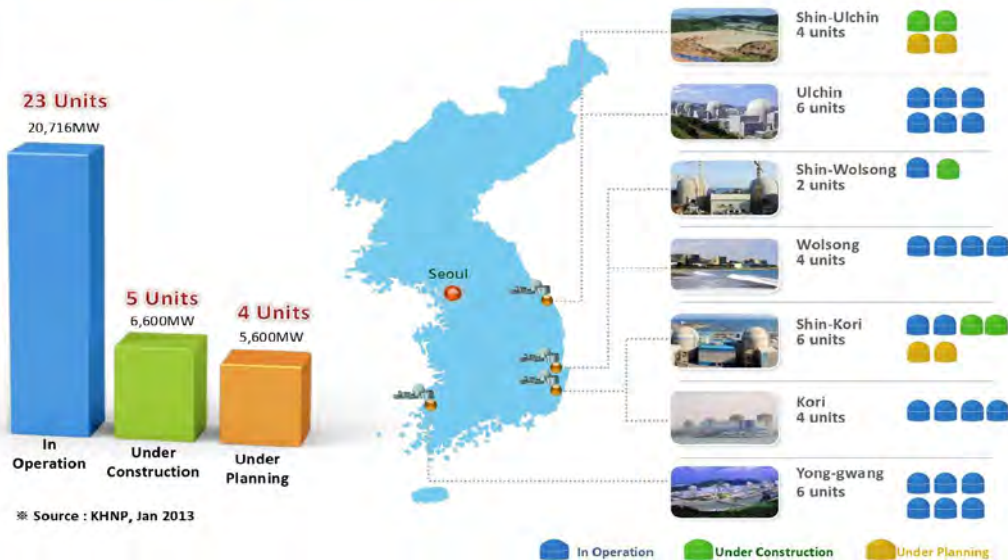 23 Units
20,716MW
5 Units
6,600MW
4 Units
5,600MW
In
Operation
Under
Construction
Under
Planning
※ Source : KHNP, Jan 2013
Seoul
Shin-Ulchin
4 units
Ulchin
6 units
Shin-Wolsong
2 units
Wolsong
4 units
Shin-Kori
6 units
Kori
4 units
Yong-gwang
6 units
In Operation
Under Construction
Under Planning